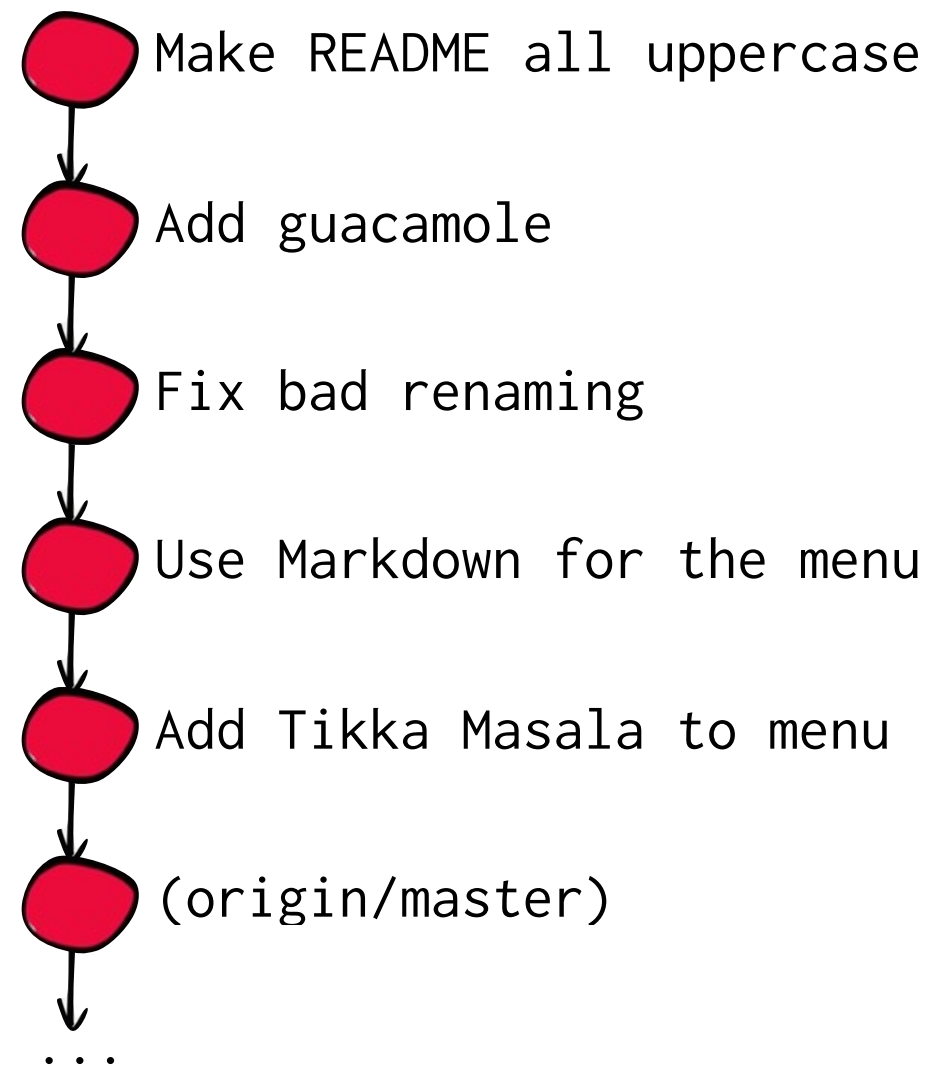 Make README all uppercase
Add guacamole
Fix bad renaming
Use Markdown for the menu
Add Tikka Masala to menu
(origin/master)
...